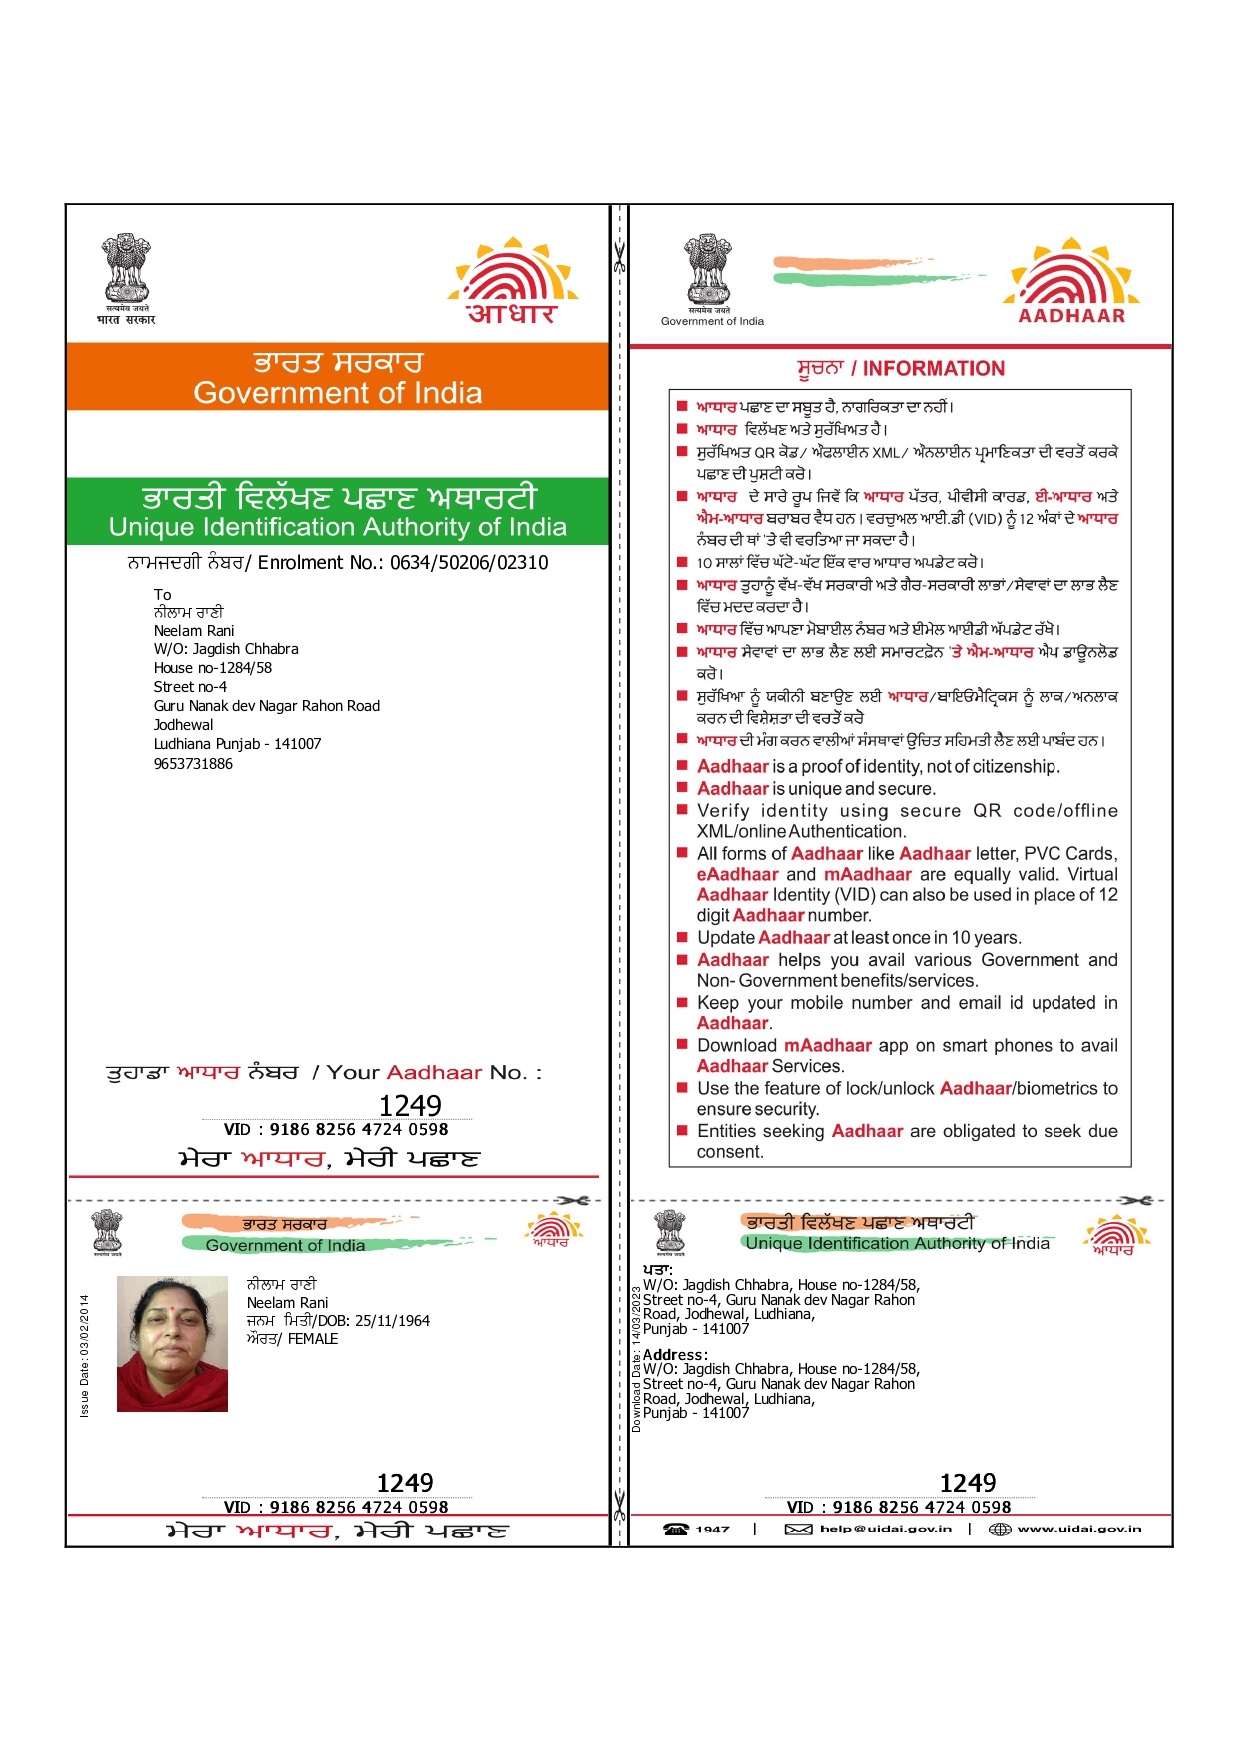 सत्यमेव जयते
भारत सरकार
आधार
ਭਾਰਤ ਸਰਕਾਰ
Government of India
ਭਾਰਤੀ ਵਿਲੱਖਣ ਪਛਾਣ ਅਥਾਰਟੀ
Unique Identification Authority of India
ਨਾਮਜਦਗੀ ਨੰਬਰ/ Enrolment No.: 0634/50206/02310
To
ਨੀਲਾਮ ਰਾਣੀ
Neelam Rani
W/O: Jagdish Chhabra
House no-1284/58
Street no-4
Guru Nanak dev Nagar Rahon Road
Jodhewal
Ludhiana Punjab - 141007
9653731886
ਤੁਹਾਡਾ ਆਧਾਰ ਨੰਬਰ / Your Aadhaar No. :
1249
VID : 9186 8256 4724 0598
ਮੇਰਾ ਆਧਾਰ, ਮੇਰੀ ਪਛਾਣ
सत्यमेव जयते
Government of India
AADHAAR
ਸੂਚਨਾ / INFORMATION
ਆਧਾਰ ਪਛਾਣ ਦਾ ਸਬੂਤ ਹੈ, ਨਾਗਰਿਕਤਾ ਦਾ ਨਹੀਂ।
ਆਧਾਰ ਵਿਲੱਖਣ ਅਤੇ ਸੁਰੱਖਿਅਤ ਹੈ।
ਸੁਰੱਖਿਅਤ QR ਕੋਡ/ ਔਫਲਾਈਨ XML/ ਔਨਲਾਈਨ ਪ੍ਰਮਾਣਿਕਤਾ ਦੀ ਵਰਤੋਂ ਕਰਕੇ
ਪਛਾਣ ਦੀ ਪੁਸ਼ਟੀ ਕਰੋ।
ਆਧਾਰ ਦੇ ਸਾਰੇ ਰੂਪ ਜਿਵੇਂ ਕਿ ਆਧਾਰ ਪੱਤਰ, ਪੀਵੀਸੀ ਕਾਰਡ, ਈ-ਆਧਾਰ ਅਤੇ
ਐਮ-ਆਧਾਰ ਬਰਾਬਰ ਵੈਧ ਹਨ। ਵਰਚੁਅਲ ਆਈ.ਡੀ (VID) ਨੂੰ 12 ਅੰਕਾਂ ਦੇ ਆਧਾਰ
ਨੰਬਰ ਦੀ ਥਾਂ 'ਤੇ ਵੀ ਵਰਤਿਆ ਜਾ ਸਕਦਾ ਹੈ।
10 ਸਾਲਾਂ ਵਿੱਚ ਘੱਟੋ-ਘੱਟ ਇੱਕ ਵਾਰ ਆਧਾਰ ਅਪਡੇਟ ਕਰੋ।
ਆਧਾਰ ਤੁਹਾਨੂੰ ਵੱਖ-ਵੱਖ ਸਰਕਾਰੀ ਅਤੇ ਗੈਰ-ਸਰਕਾਰੀ ਲਾਭਾਂ/ਸੇਵਾਵਾਂ ਦਾ ਲਾਭ ਲੈਣ
ਵਿੱਚ ਮਦਦ ਕਰਦਾ ਹੈ।
ਆਧਾਰ ਵਿੱਚ ਆਪਣਾ ਮੋਬਾਈਲ ਨੰਬਰ ਅਤੇ ਈਮੇਲ ਆਈਡੀ ਅੱਪਡੇਟ ਰੱਖੋ।
ਆਧਾਰ ਸੇਵਾਵਾਂ ਦਾ ਲਾਭ ਲੈਣ ਲਈ ਸਮਾਰਟਫ਼ੋਨ 'ਤੇ ਐਮ-ਆਧਾਰ ਐਪ ਡਾਊਨਲੋਡ
ਕਰੋ।
ਸੁਰੱਖਿਆ ਨੂੰ ਯਕੀਨੀ ਬਣਾਉਣ ਲਈ ਆਧਾਰ/ਬਾਇਓਮੈਟ੍ਰਿਕਸ ਨੂੰ ਲਾਕ/ਅਨਲਾਕ
ਕਰਨ ਦੀ ਵਿਸ਼ੇਸ਼ਤਾ ਦੀ ਵਰਤੋਂ ਕਰੋ
ਆਧਾਰ ਦੀ ਮੰਗ ਕਰਨ ਵਾਲੀਆਂ ਸੰਸਥਾਵਾਂ ਉਚਿਤ ਸਹਿਮਤੀ ਲੈਣ ਲਈ ਪਾਬੰਦ ਹਨ।
Aadhaar is a proof of identity, not of citizenship.
Aadhaar is unique and secure.
Verify identity using secure QR code/offline
XML/online Authentication.
All forms of Aadhaar like Aadhaar letter, PVC Cards,
eAadhaar and mAadhaar are equally valid. Virtual
Aadhaar Identity (VID) can also be used in place of 12
digit Aadhaar number.
Update Aadhaar at least once in 10 years.
Aadhaar helps you avail various Government and
Non- Government benefits/services.
Keep your mobile number and email id updated in
Aadhaar.
Download mAadhaar app on smart phones to avail
Aadhaar Services.
Use the feature of lock/unlock Aadhaar/biometrics to
ensure security.
Entities seeking Aadhaar are obligated to seek due
consent.
सत्यमेव जयते
ਭਾਰਤ ਸਰਕਾਰ
Government of India
ਆਧਾਰ
Issue Date: 03/02/2014
ਨੀਲਾਮ ਰਾਣੀ
Neelam Rani
ਜਨਮ ਮਿਤੀ/DOB: 25/11/1964
ਔਰਤ/ FEMALE
1249
VID : 9186 8256 4724 0598
ਮੇਰਾ ਆਧਾਰ, ਮੇਰੀ ਪਛਾਣ
सत्यमेव जयते
ਭਾਰਤੀ ਵਿਲੱਖਣ ਪਛਾਣ ਅਥਾਰਟੀ
Unique Identification Authority of India
ਆਧਾਰ
Download Date: 14/03/2023
ਪਤਾ:
W/O: Jagdish Chhabra, House no-1284/58,
Street no-4, Guru Nanak dev Nagar Rahon
Road, Jodhewal, Ludhiana,
Punjab - 141007
Address:
W/O: Jagdish Chhabra, House no-1284/58,
Street no-4, Guru Nanak dev Nagar Rahon
Road, Jodhewal, Ludhiana,
Punjab - 141007
1249
VID : 9186 8256 4724 0598
1947 | help@uidai.gov.in | www.uidai.gov.in